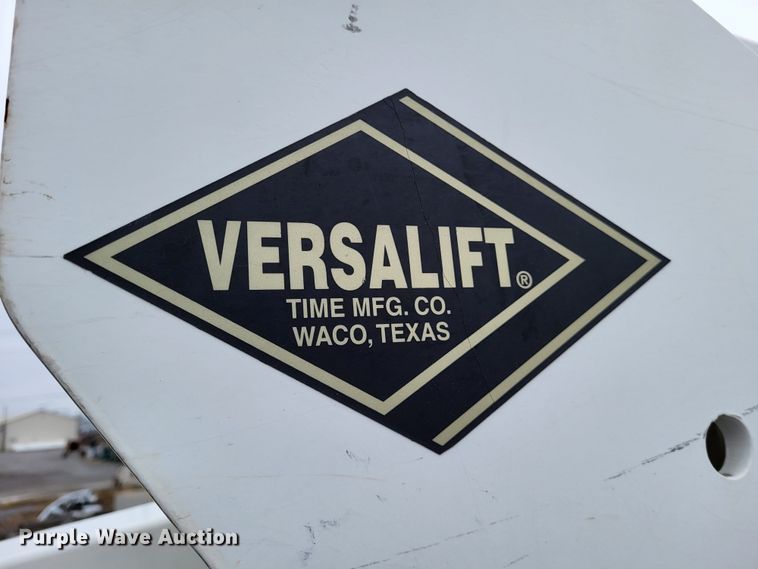 VERSALIFT®
TIME MFG. CO.
WACO, TEXAS
Purple Wave Auction